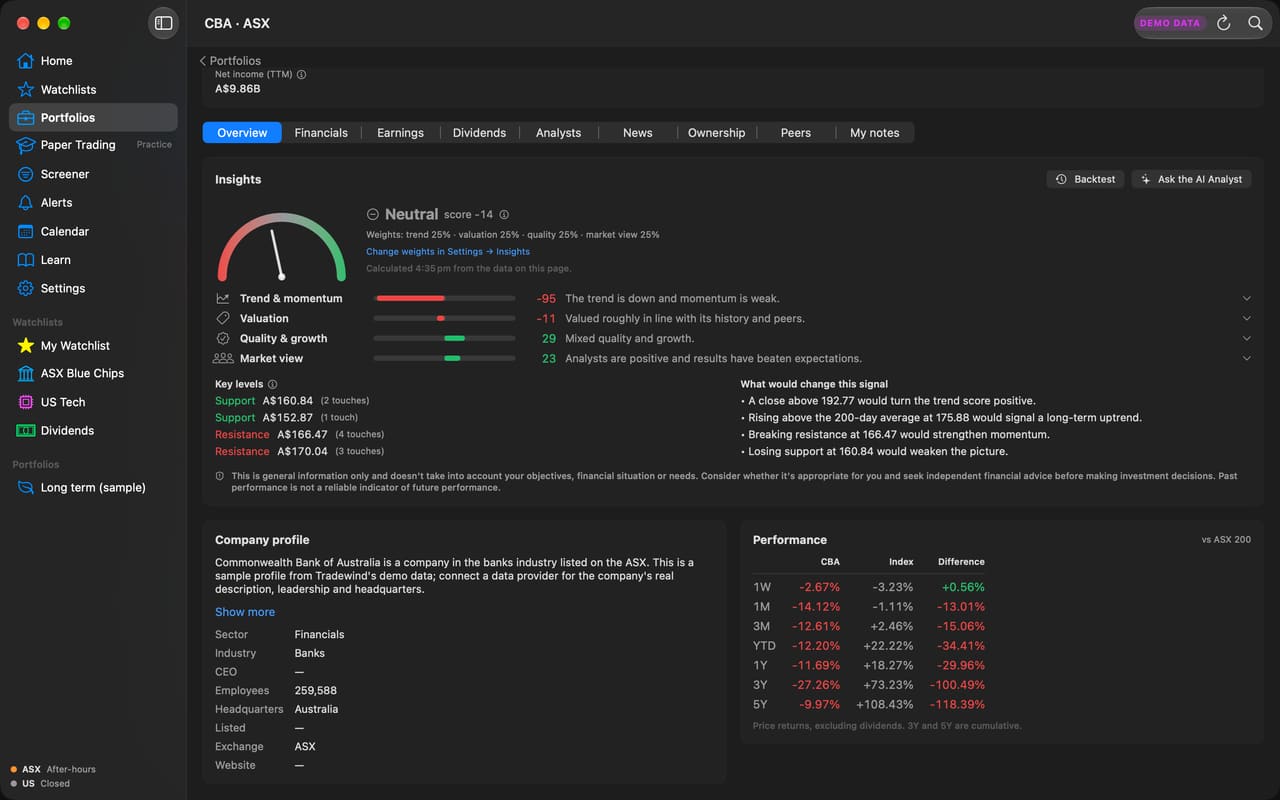 CBA · ASX
DEMO DATA
Home
Watchlists
Portfolios
Paper Trading Practice
Screener
Alerts
Calendar
Learn
Settings
Watchlists
My Watchlist
ASX Blue Chips
US Tech
Dividends
Portfolios
Long term (sample)
ASX After-hours
US Closed
Portfolios
Net income (TTM)
A$9.86B
Overview Financials Earnings Dividends Analysts News Ownership Peers My notes
Insights
Backtest Ask the AI Analyst
Neutral score -14
Weights: trend 25% · valuation 25% · quality 25% · market view 25%
Change weights in Settings → Insights
Calculated 4:35 pm from the data on this page.
Trend & momentum -95 The trend is down and momentum is weak.
Valuation -11 Valued roughly in line with its history and peers.
Quality & growth 29 Mixed quality and growth.
Market view 23 Analysts are positive and results have beaten expectations.
Key levels
Support A$160.84 (2 touches)
Support A$152.87 (1 touch)
Resistance A$166.47 (4 touches)
Resistance A$170.04 (3 touches)
What would change this signal
• A close above 192.77 would turn the trend score positive.
• Rising above the 200-day average at 175.88 would signal a long-term uptrend.
• Breaking resistance at 166.47 would strengthen momentum.
• Losing support at 160.84 would weaken the picture.
This is general information only and doesn't take into account your objectives, financial situation or needs. Consider whether it's appropriate for you and seek independent financial advice before making investment decisions. Past
performance is not a reliable indicator of future performance.
Company profile
Commonwealth Bank of Australia is a company in the banks industry listed on the ASX. This is a
sample profile from Tradewind's demo data; connect a data provider for the company's real
description, leadership and headquarters.
Show more
Sector Financials
Industry Banks
CEO —
Employees 259,588
Headquarters Australia
Listed —
Exchange ASX
Website —
Performance vs ASX 200
CBA Index Difference
1W -2.67% -3.23% +0.56%
1M -14.12% -1.11% -13.01%
3M -12.61% +2.46% -15.06%
YTD -12.20% +22.22% -34.41%
1Y -11.69% +18.27% -29.96%
3Y -27.26% +73.23% -100.49%
5Y -9.97% +108.43% -118.39%
Price returns, excluding dividends. 3Y and 5Y are cumulative.